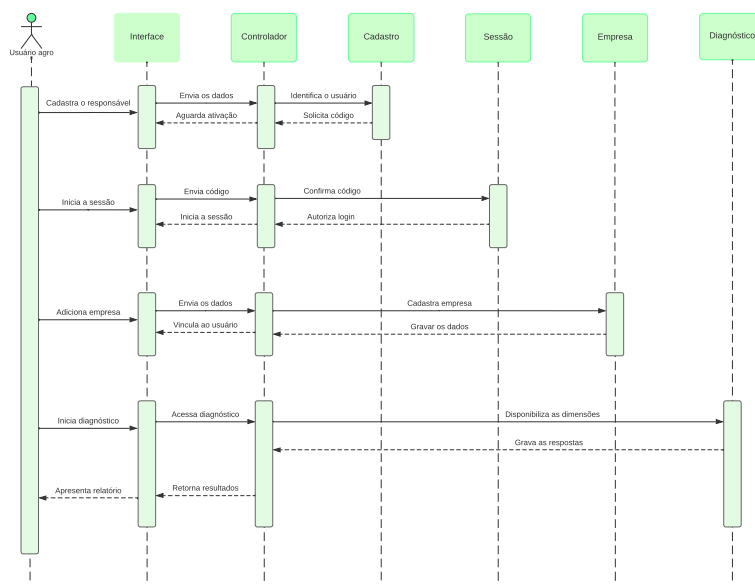 Usuário agro
Interface
Controlador
Cadastro
Sessão
Empresa
Diagnóstico
Cadastra o responsável
Envia os dados
Identifica o usuário
Aguarda ativação
Solicita código
Inicia a sessão
Envia código
Confirma código
Inicia a sessão
Autoriza login
Adiciona empresa
Envia os dados
Cadastra empresa
Vincula ao usuário
Gravar os dados
Inicia diagnóstico
Acessa diagnóstico
Disponibiliza as dimensões
Grava as respostas
Apresenta relatório
Retorna resultados